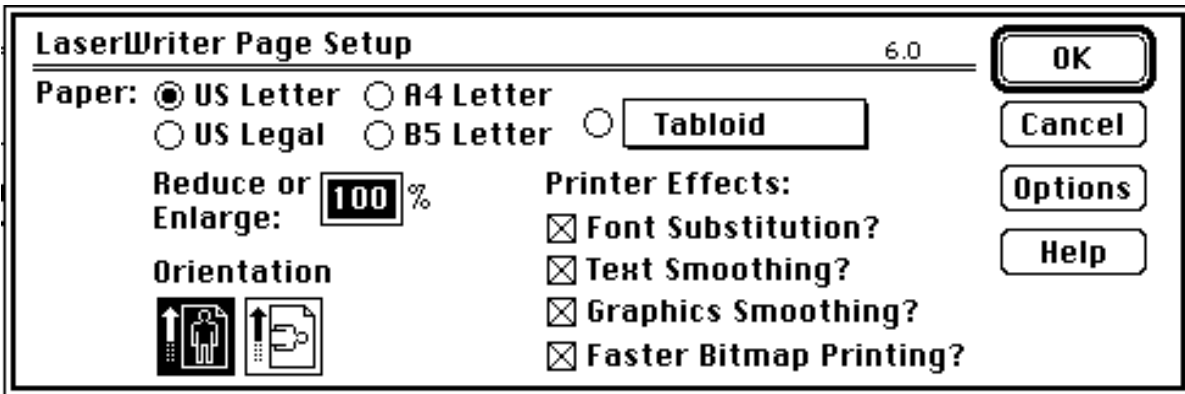 LaserWriter Page Setup 6.0 OK
Paper: US Letter A4 Letter
US Legal B5 Letter Tabloid Cancel
Reduce or Enlarge: 100 %
Printer Effects: Options
Font Substitution?
Orientation Text Smoothing? Help
Graphics Smoothing?
Faster Bitmap Printing?